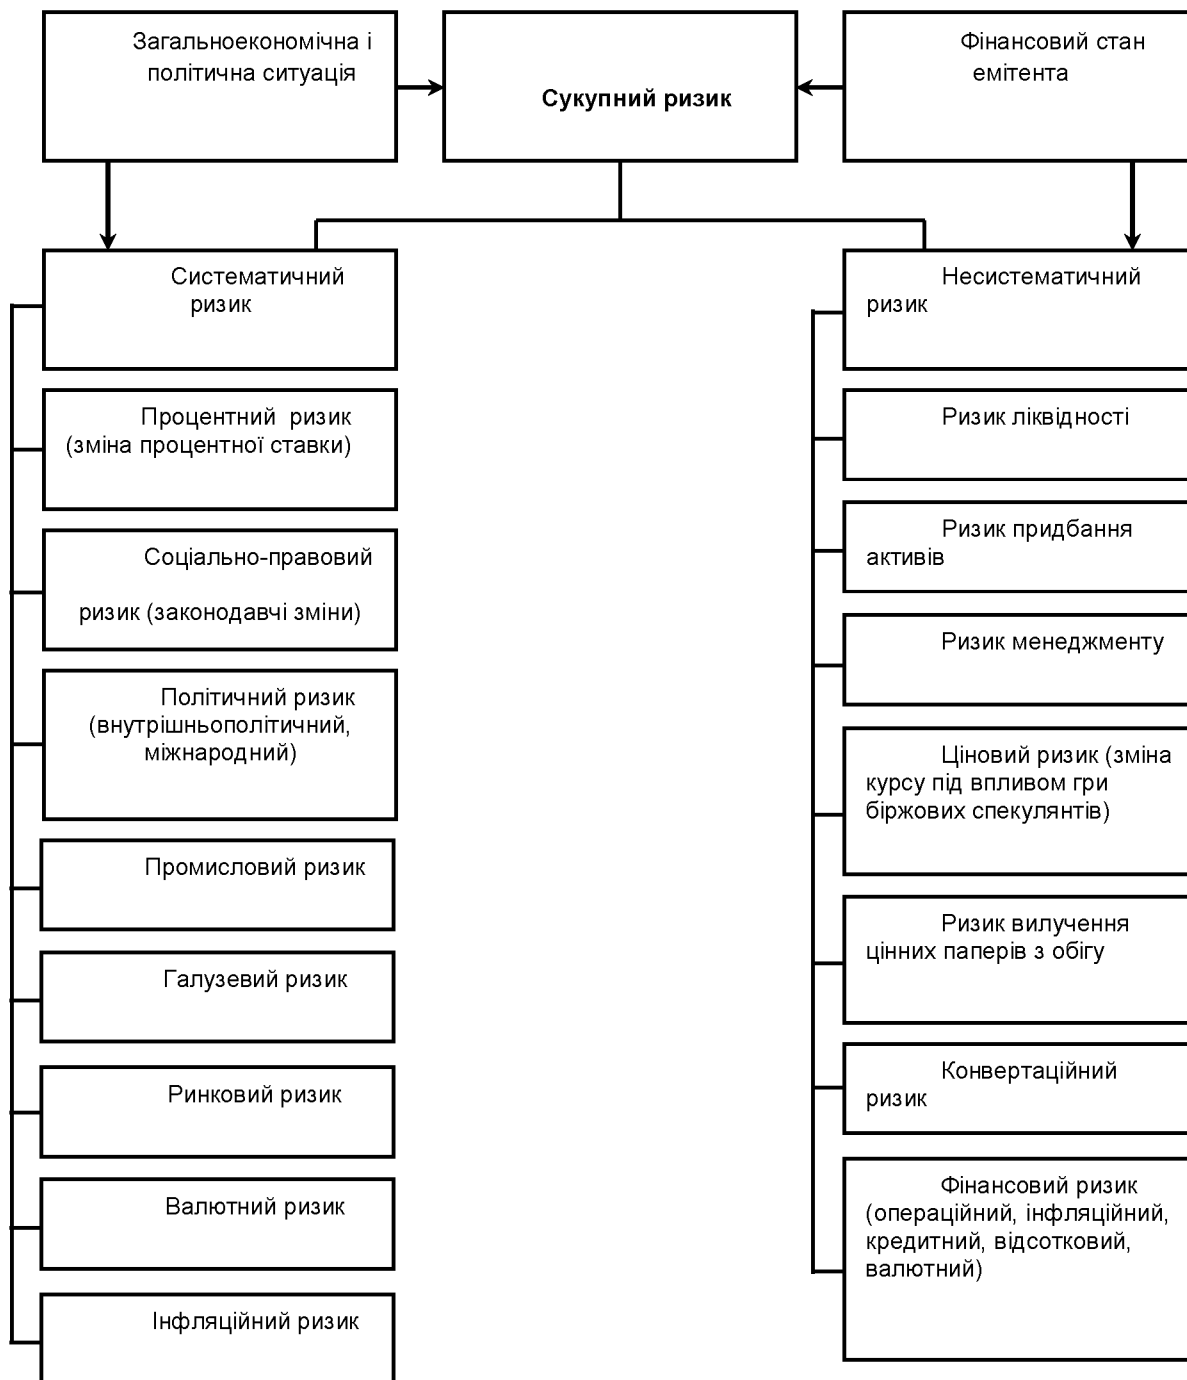 Загальноекономічна і
політична ситуація
Сукупний ризик
Фінансовий стан
емітента
Систематичний
ризик
Процентний ризик
(зміна процентної ставки)
Соціально-правовий
ризик (законодавчі зміни)
Політичний ризик
(внутрішньополітичний,
міжнародний)
Промисловий ризик
Галузевий ризик
Ринковий ризик
Валютний ризик
Інфляційний ризик
Несистематичний
ризик
Ризик ліквідності
Ризик придбання
активів
Ризик менеджменту
Ціновий ризик (зміна
курсу під впливом гри
біржових спекулянтів)
Ризик вилучення
цінних паперів з обігу
Конвертаційний
ризик
Фінансовий ризик
(операційний, інфляційний,
кредитний, відсотковий,
валютний)